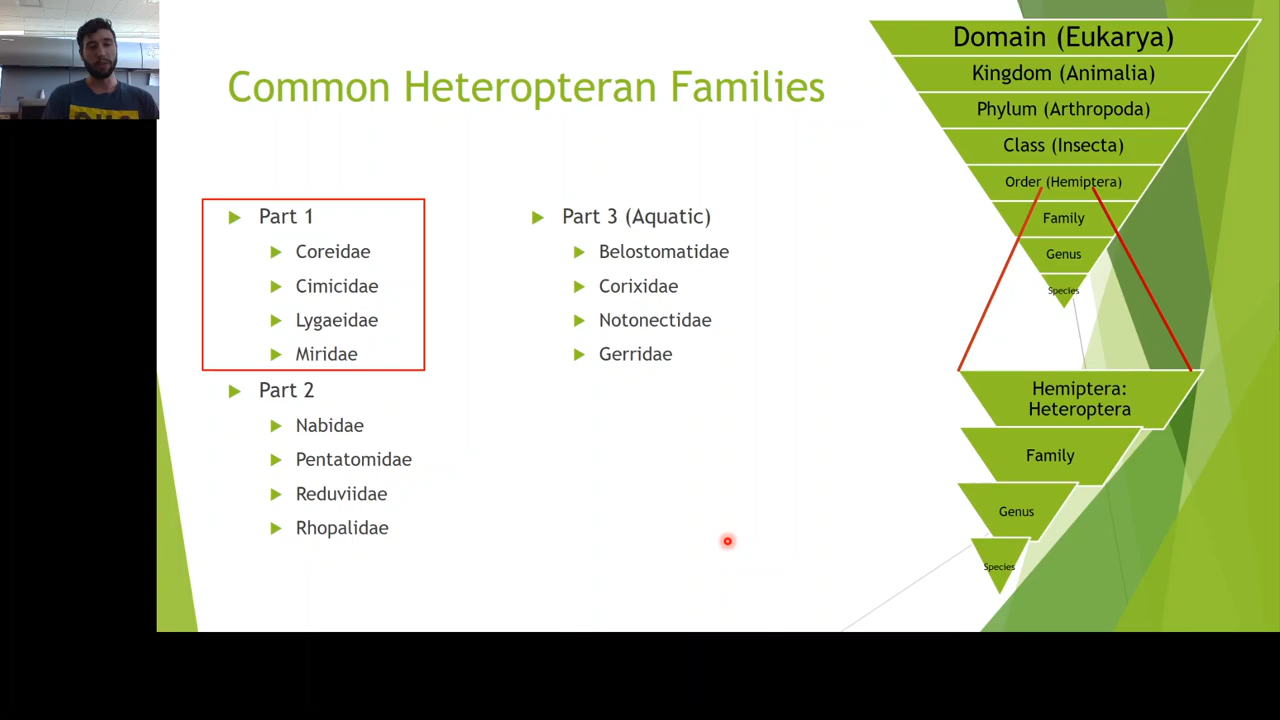 Common Heteropteran Families
Part 1
Coreidae
Cimicidae
Lygaeidae
Miridae
Part 2
Nabidae
Pentatomidae
Reduviidae
Rhopalidae
Part 3 (Aquatic)
Belostomatidae
Corixidae
Notonectidae
Gerridae
Domain (Eukarya)
Kingdom (Animalia)
Phylum (Arthropoda)
Class (Insecta)
Order (Hemiptera)
Family
Genus
Species
Hemiptera:
Heteroptera
Family
Genus
Species